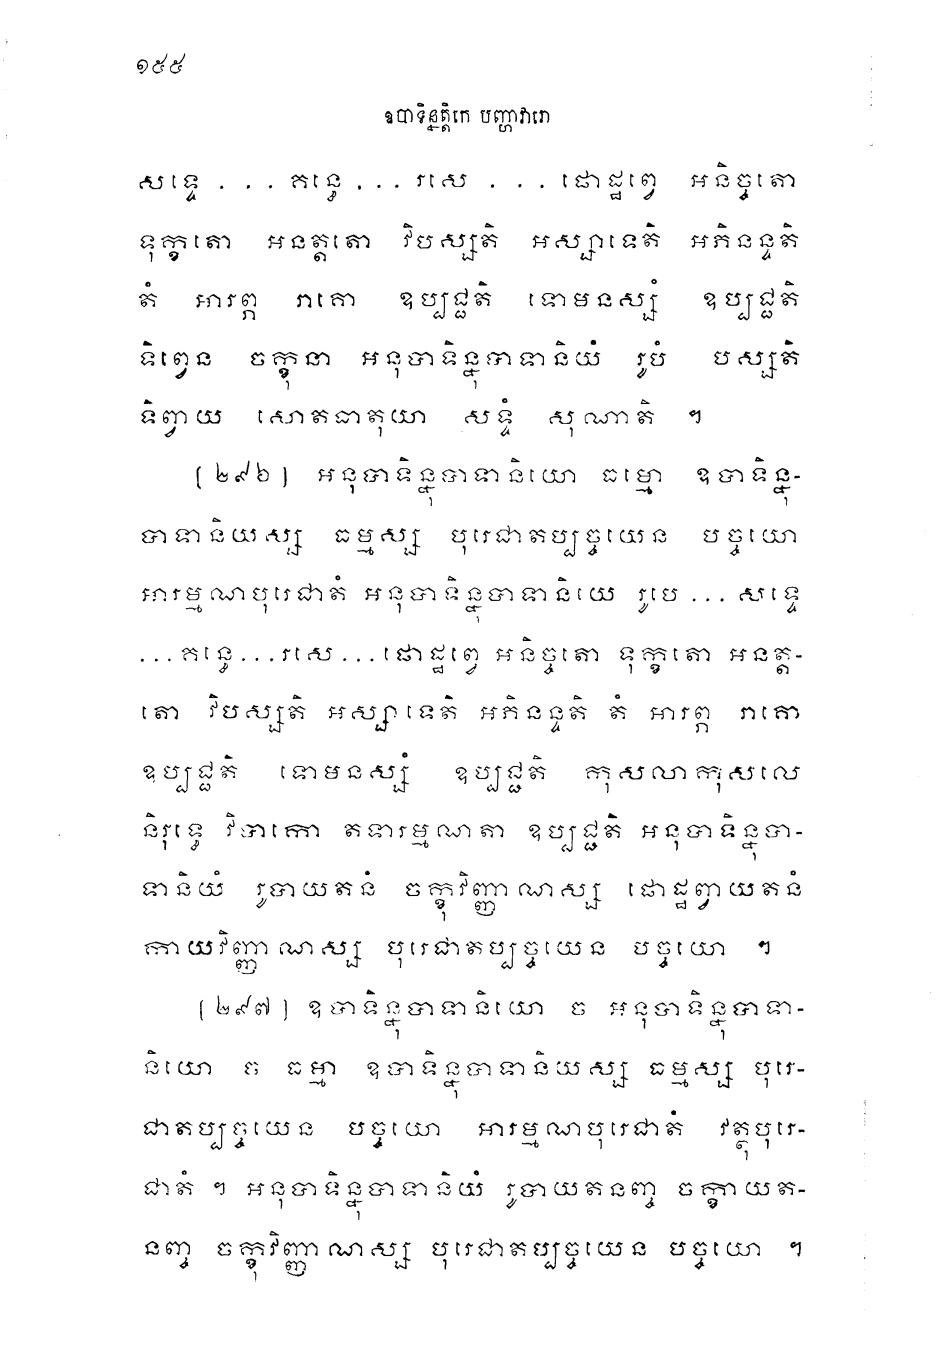 ១៥៥
ឧបាទិន្នត្តិកេ បញ្ហាវារោ
សទ្ទេ ... គន្ធេ ... រសេ ... ផោដ្ឋព្វេ អនិច្ចតោ
ទុក្ខតោ អនត្តតោ វិបស្សតិ អស្សាទេតិ អភិនន្ទតិ
តំ អារព្ភ រាគោ ឧប្បជ្ជតិ ទោមនស្សំ ឧប្បជ្ជតិ
ទិព្វេន ចក្ខុនា អនុបាទិន្នុបាទានិយំ រូបំ បស្សតិ
ទិព្វាយ សោតធាតុយា សទ្ទំ សុណាតិ ។
[២៩៦] អនុបាទិន្នុបាទានិយោ ធម្មោ ឧបាទិន្នុ-
បាទានិយស្ស ធម្មស្ស បុរេជាតប្បច្ចយេន បច្ចយោ
អារម្មណបុរេជាតំ អនុបាទិន្នុបាទានិយេ រូបេ ... សទ្ទេ
...គន្ធេ...រសេ...ផោដ្ឋព្វេ អនិច្ចតោ ទុក្ខតោ អនត្ត-
តោ វិបស្សតិ អស្សាទេតិ អភិនន្ទតិ តំ អារព្ភ រាគោ
ឧប្បជ្ជតិ ទោមនស្សំ ឧប្បជ្ជតិ កុសលាកុសលេ
និរុទ្ធេ វិបាកោ តទារម្មណតា ឧប្បជ្ជតិ អនុបាទិន្នុបា-
ទានិយំ រូបាយតនំ ចក្ខុវិញ្ញាណស្ស ផោដ្ឋព្វាយតនំ
កាយវិញ្ញាណស្ស បុរេជាតប្បច្ចយេន បច្ចយោ ។
[២៩៧] ឧបាទិន្នុបាទានិយោ ច អនុបាទិន្នុបាទា-
និយោ ច ធម្មា ឧបាទិន្នុបាទានិយស្ស ធម្មស្ស បុរេ-
ជាតប្បច្ចយេន បច្ចយោ អារម្មណបុរេជាតំ វត្ថុបុរេ-
ជាតំ ។ អនុបាទិន្នុបាទានិយំ រូបាយតនញ្ច ចក្ខាយត-
នញ្ច ចក្ខុវិញ្ញាណស្ស បុរេជាតប្បច្ចយេន បច្ចយោ ។